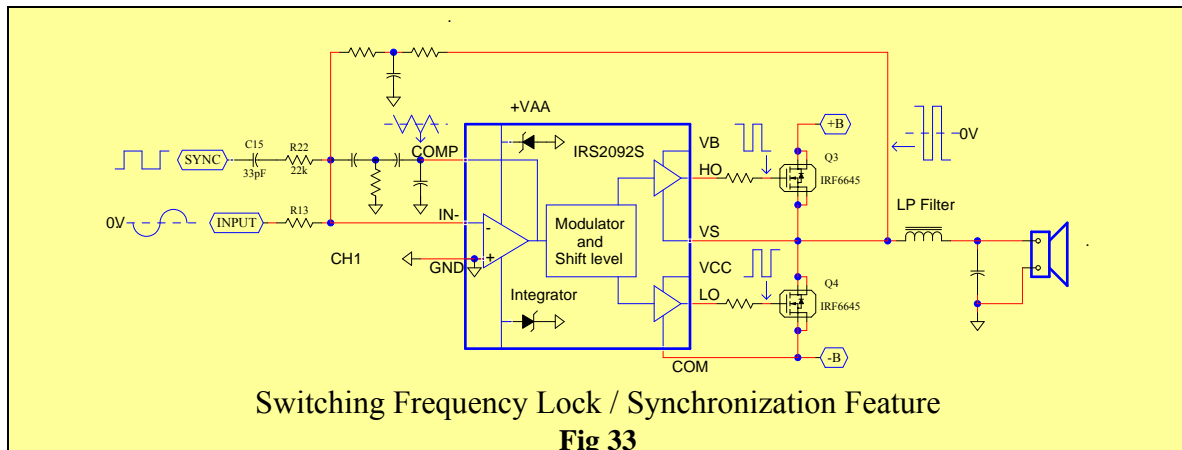 +VAA
0V
C15
R22
SYNC
33pF
22k
COMP
IRS2092S
VB
HO
+B
Q3
IRF6645
R13
0V
INPUT
IN-
-
+
GND
CH1
Modulator
and
Shift level
VS
LP Filter
VCC
LO
Q4
IRF6645
Integrator
COM
-B
Switching Frequency Lock / Synchronization Feature
Fig 33